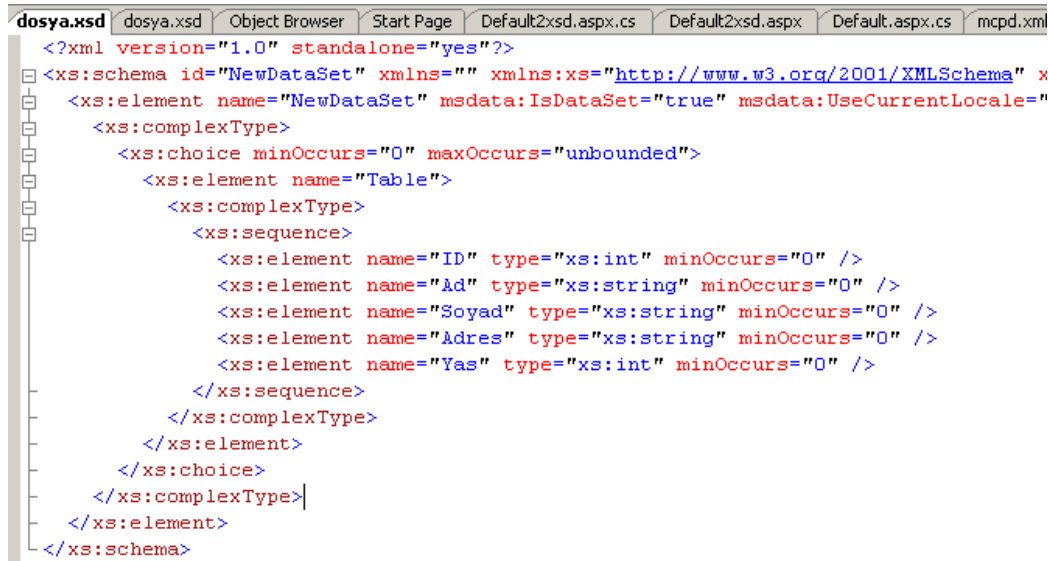 dosya.xsd dosya.xsd Object Browser Start Page Default2xsd.aspx.cs Default2xsd.aspx Default.aspx.cs mcpd.xml
<?xml version="1.0" standalone="yes"?>
<xs:schema id="NewDataSet" xmlns="" xmlns:xs="http://www.w3.org/2001/XMLSchema" x
<xs:element name="NewDataSet" msdata:IsDataSet="true" msdata:UseCurrentLocale="
<xs:complexType>
<xs:choice minOccurs="0" maxOccurs="unbounded">
<xs:element name="Table">
<xs:complexType>
<xs:sequence>
<xs:element name="ID" type="xs:int" minOccurs="0" />
<xs:element name="Ad" type="xs:string" minOccurs="0" />
<xs:element name="Soyad" type="xs:string" minOccurs="0" />
<xs:element name="Adres" type="xs:string" minOccurs="0" />
<xs:element name="Yas" type="xs:int" minOccurs="0" />
</xs:sequence>
</xs:complexType>
</xs:element>
</xs:choice>
</xs:complexType>
</xs:element>
</xs:schema>